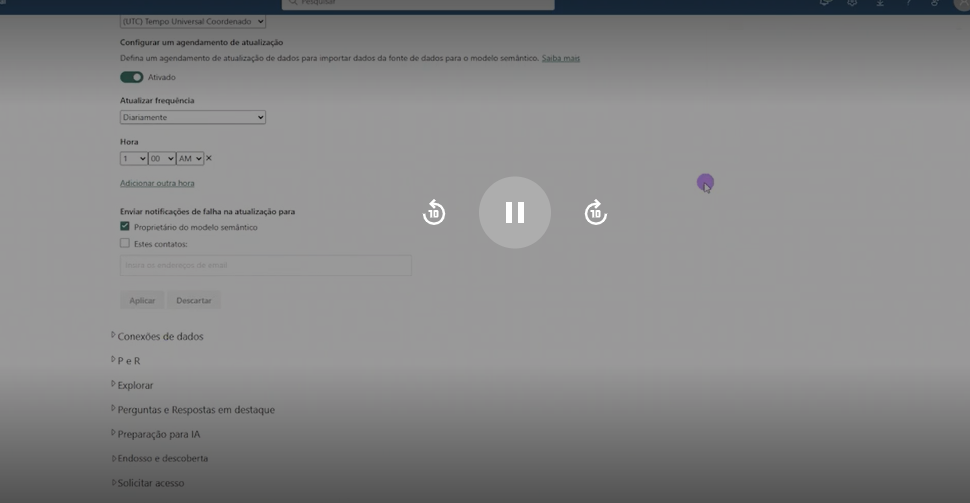 Pesquisar
(UTC) Tempo Universal Coordenado
Configurar um agendamento de atualização
Defina um agendamento de atualização de dados para importar dados da fonte de dados para o modelo semântico. Saiba mais
Ativado
Atualizar frequência
Diariamente
Hora
1 00 AM ×
Adicionar outra hora
Enviar notificações de falha na atualização para
Proprietário do modelo semântico
Estes contatos:
Insira os endereços de email
Aplicar Descartar
10 10
Conexões de dados
P e R
Explorar
Perguntas e Respostas em destaque
Preparação para IA
Endosso e descoberta
Solicitar acesso